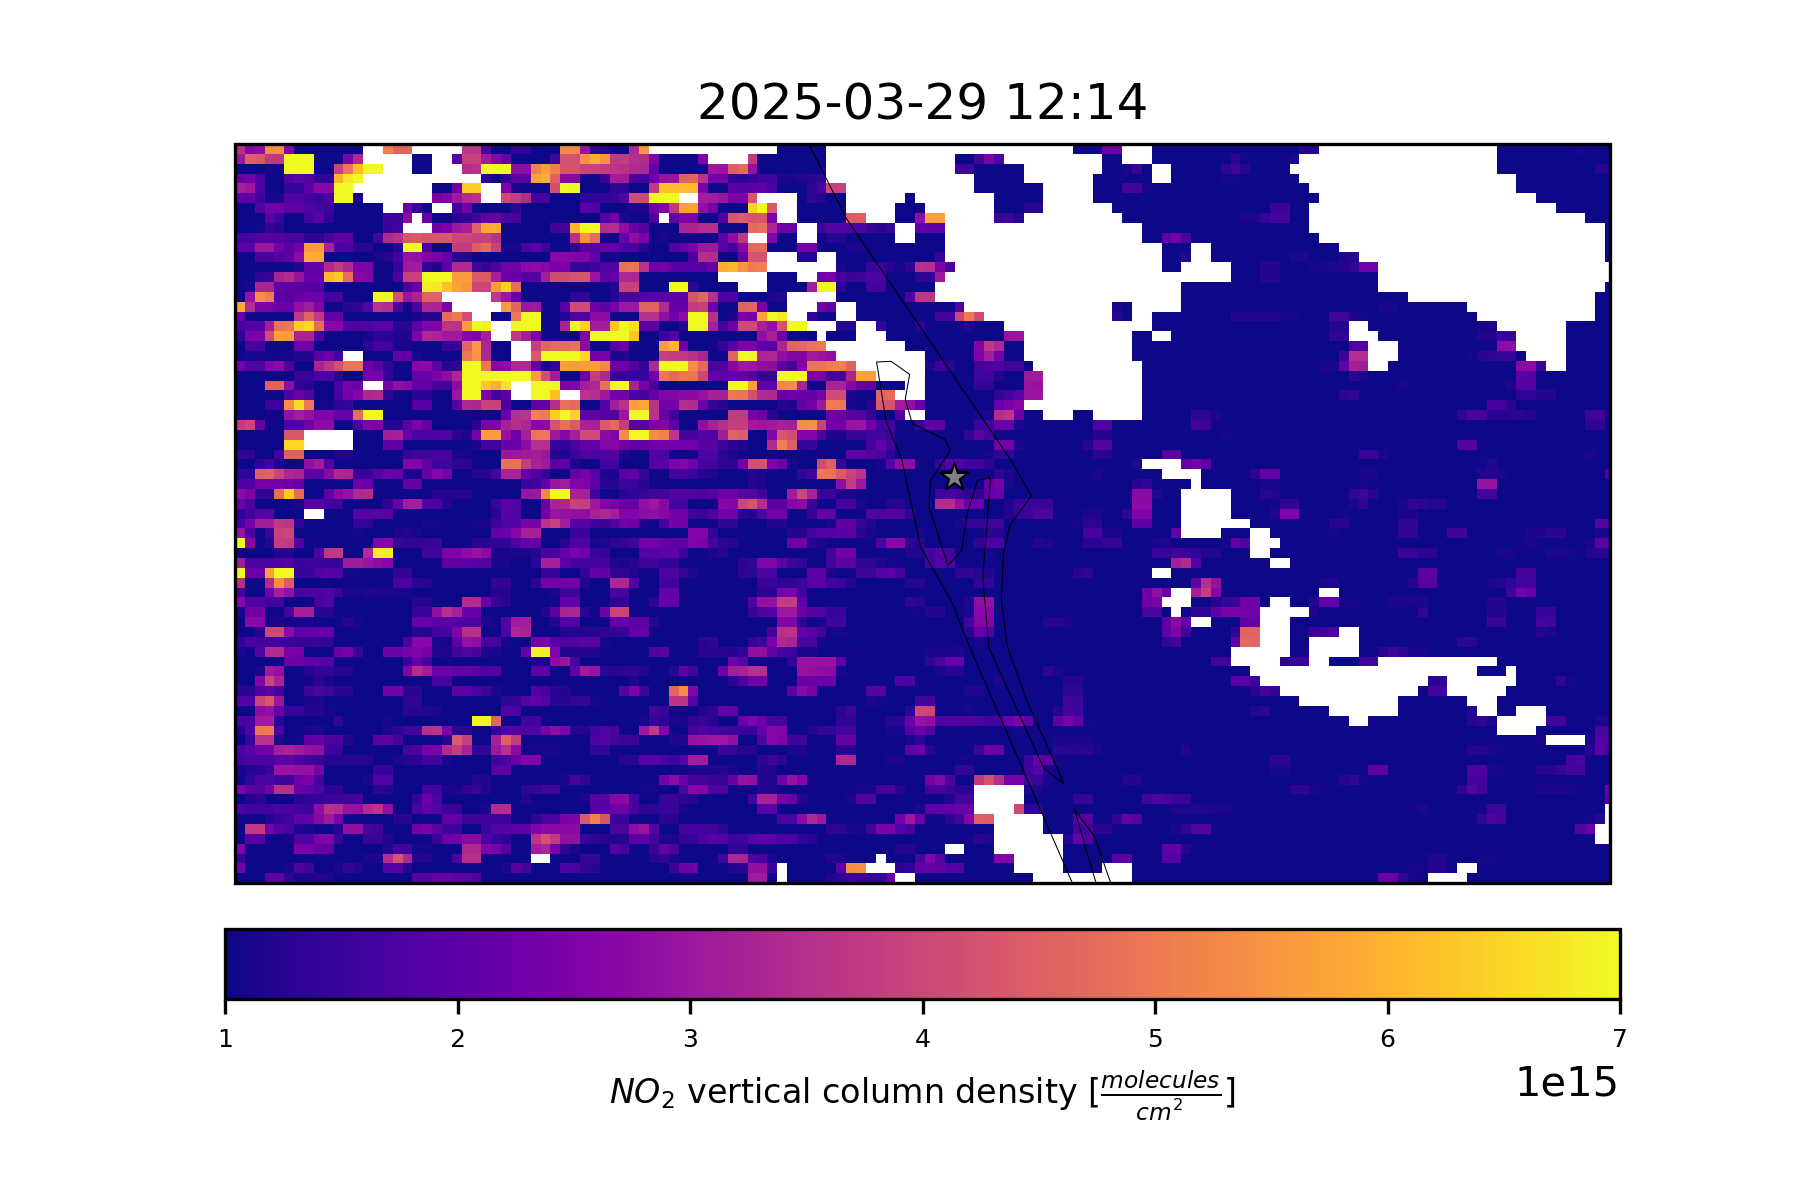 2025-03-29 12:14
1 2 3 4 5 6 7
1e15
NO₂ vertical column density [molecules/cm²]